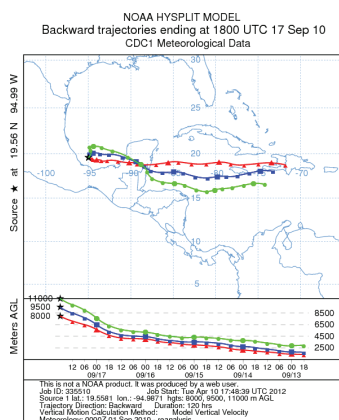 NOAA HYSPLIT MODEL
Backward trajectories ending at 1800 UTC 17 Sep 10
CDC1 Meteorological Data
Source ★ at 19.56 N 94.99 W
30
25
20
15
10
5
-100 -95 -90 -85 -80 -75 -70
Meters AGL
11000
9500
8000
8500
6500
4500
2500
12 06 00 18 12 06 00 18 12 06 00 18 12 06 00 18 12 06 00 18
09/17 09/16 09/15 09/14 09/13
This is not a NOAA product. It was produced by a web user.
Job ID: 335510 Job Start: Tue Apr 10 17:48:39 UTC 2012
Source 1 lat.: 19.5581 lon.: -94.9871 hgts: 8000, 9500, 11000 m AGL
Trajectory Direction: Backward Duration: 120 hrs
Vertical Motion Calculation Method: Model Vertical Velocity